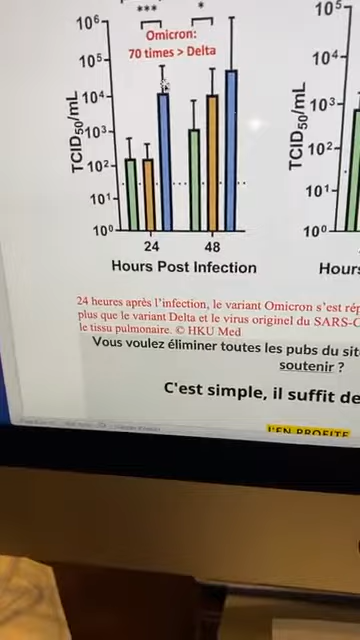 10⁶
10⁵
10⁴
10³
10²
10¹
10⁰
TCID₅₀/mL
***
*
Omicron:
70 times > Delta
24
48
Hours Post Infection
10⁵
10⁴
10³
10²
10¹
10⁰
TCID₅₀/mL
Hours
24 heures après l'infection, le variant Omicron s'est rép
plus que le variant Delta et le virus originel du SARS-C
le tissu pulmonaire. © HKU Med
Vous voulez éliminer toutes les pubs du sit
soutenir ?
C'est simple, il suffit de
J'EN PROFITE